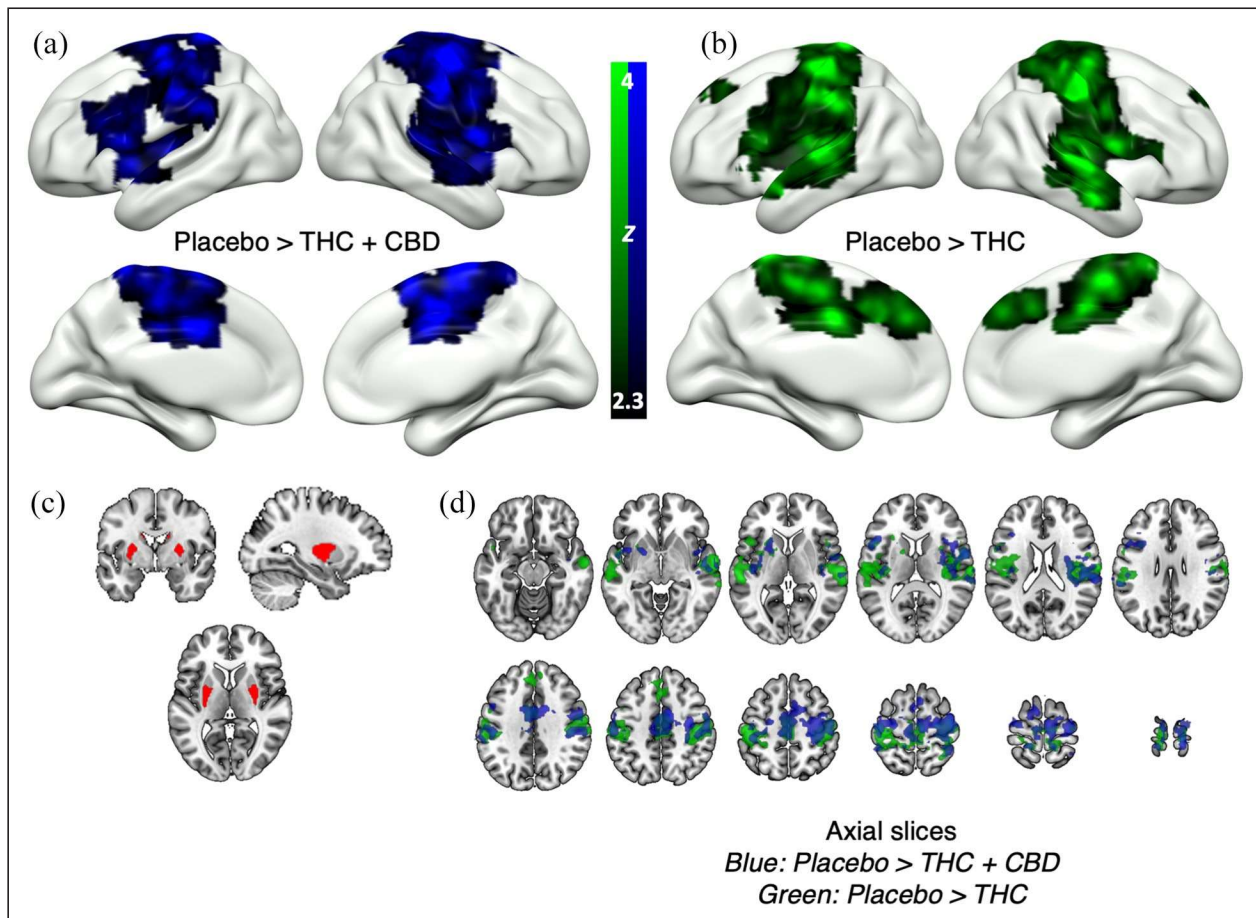 (a)
(b)
4
Z
2.3
Placebo > THC + CBD
Placebo > THC
(c)
(d)
Axial slices
Blue: Placebo > THC + CBD
Green: Placebo > THC